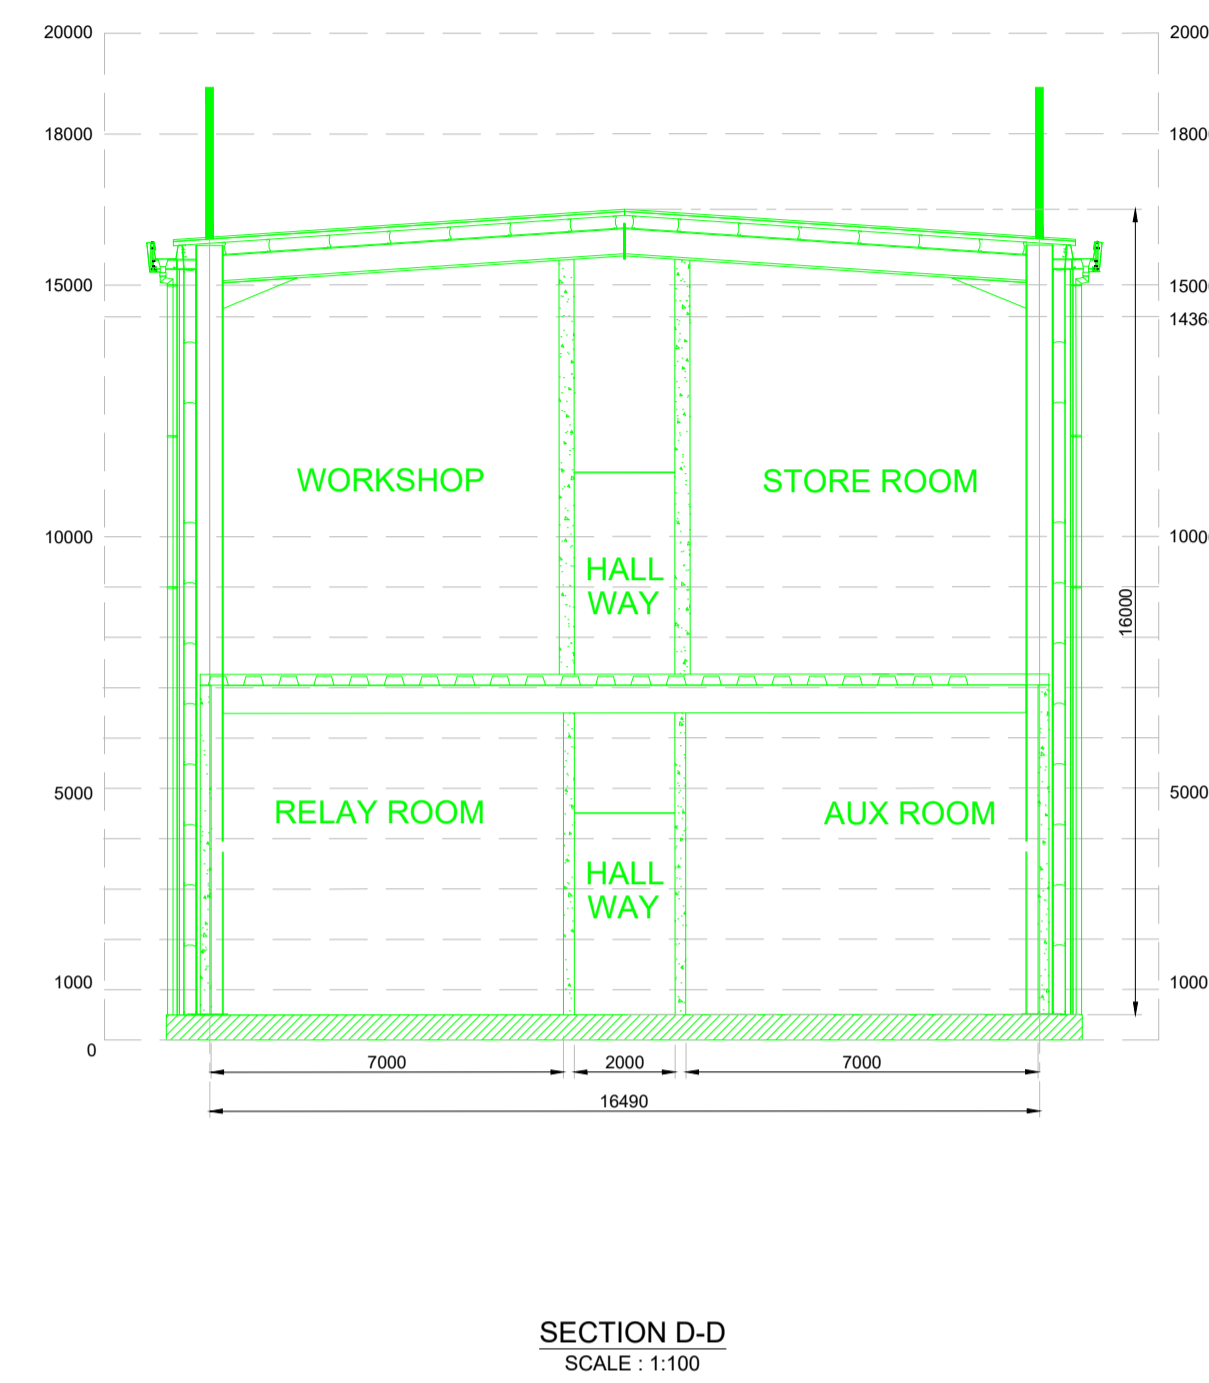 20000
2000
18000
1800
15000
1500
1436
WORKSHOP
STORE ROOM
10000
1000
HALL
WAY
16000
5000
5000
RELAY ROOM
AUX ROOM
HALL
WAY
1000
1000
0
7000
2000
7000
16490
SECTION D-D
SCALE : 1:100